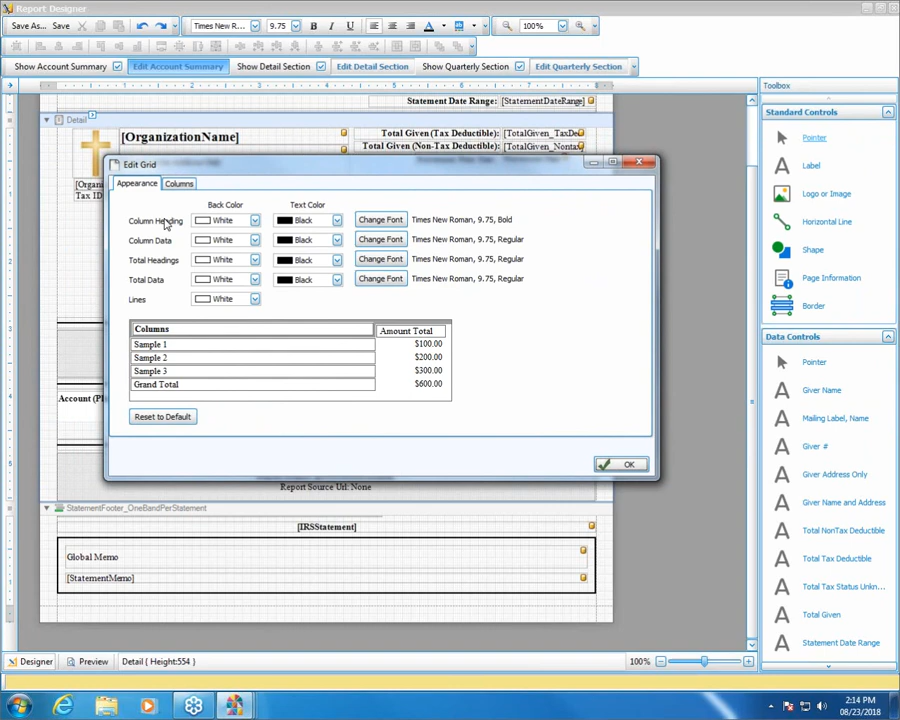 Report Designer
Save As... Save Times New R... 9.75 B I U A ab 100%
Show Account Summary Edit Account Summary Show Detail Section Edit Detail Section Show Quarterly Section Edit Quarterly Section
Toolbox
Standard Controls
Pointer
Label
Logo or Image
Horizontal Line
Shape
Page Information
Border
Data Controls
Pointer
Giver Name
Mailing Label, Name
Giver #
Giver Address Only
Giver Name and Address
Total NonTax Deductible
Total Tax Deductible
Total Tax Status Unkn...
Total Given
Statement Date Range
Statement Date Range: [StatementDateRange]
Detail
[OrganizationName]
Total Given (Tax Deductible): [TotalGiven_TaxDe
Total Given (Non-Tax Deductible): [TotalGiven_Nontax
[Organi
Tax ID
Account (Pl
Edit Grid
Appearance Columns
Back Color Text Color
Column Heading White Black Change Font Times New Roman, 9.75, Bold
Column Data White Black Change Font Times New Roman, 9.75, Regular
Total Headings White Black Change Font Times New Roman, 9.75, Regular
Total Data White Black Change Font Times New Roman, 9.75, Regular
Lines White
Columns Amount Total
Sample 1 $100.00
Sample 2 $200.00
Sample 3 $300.00
Grand Total $600.00
Reset to Default
OK
Report Source Url: None
StatementFooter_OneBandPerStatement
[IRSStatement]
Global Memo
[StatementMemo]
Designer Preview Detail { Height:554 } 100%
2:14 PM
08/23/2018